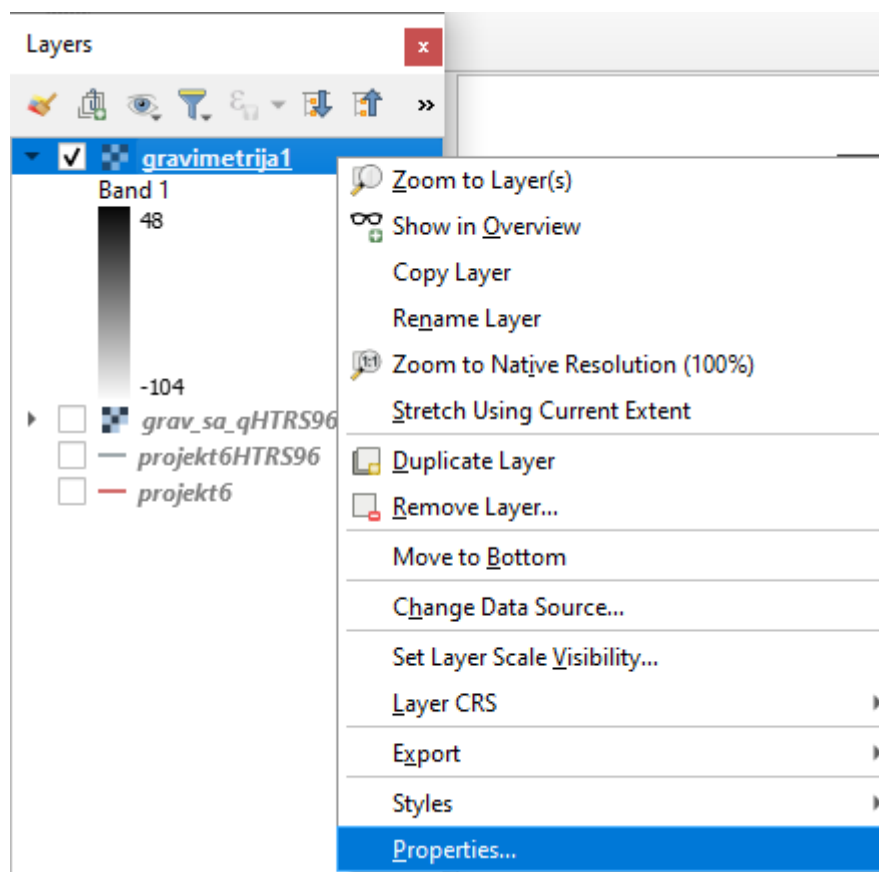 Layers
x
ε
»
gravimetrija1
Band 1
48
-104
grav_sa_qHTRS96
projekt6HTRS96
projekt6
Zoom to Layer(s)
Show in Overview
Copy Layer
Rename Layer
1:1 Zoom to Native Resolution (100%)
Stretch Using Current Extent
Duplicate Layer
Remove Layer...
Move to Bottom
Change Data Source...
Set Layer Scale Visibility...
Layer CRS
Export
Styles
Properties...